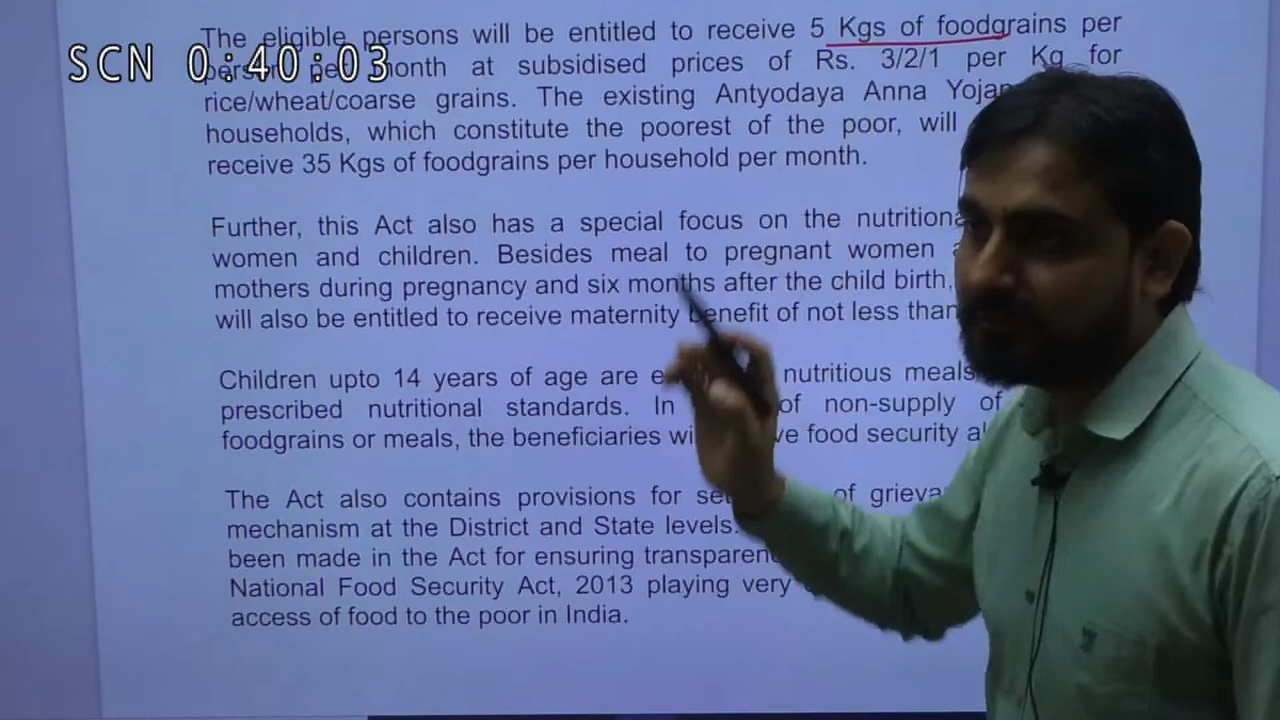 The eligible persons will be entitled to receive 5 Kgs of foodgrains per
SCN 0:40:03
month at subsidised prices of Rs. 3/2/1 per Kg for
rice/wheat/coarse grains. The existing Antyodaya Anna
households, which constitute the poorest of the poor, will
receive 35 Kgs of foodgrains per household per month.
Further, this Act also has a special focus on the
women and children. Besides meal to pregnant women
mothers during pregnancy and six months after the child birth,
will also be entitled to receive maternity benefit of not less than
Children upto 14 years of age are nutritious meals
prescribed nutritional standards. In of non-supply of
foodgrains or meals, the beneficiaries food security
The Act also contains provisions for of
mechanism at the District and State levels.
been made in the Act for ensuring
National Food Security Act, 2013 playing very
access of food to the poor in India.